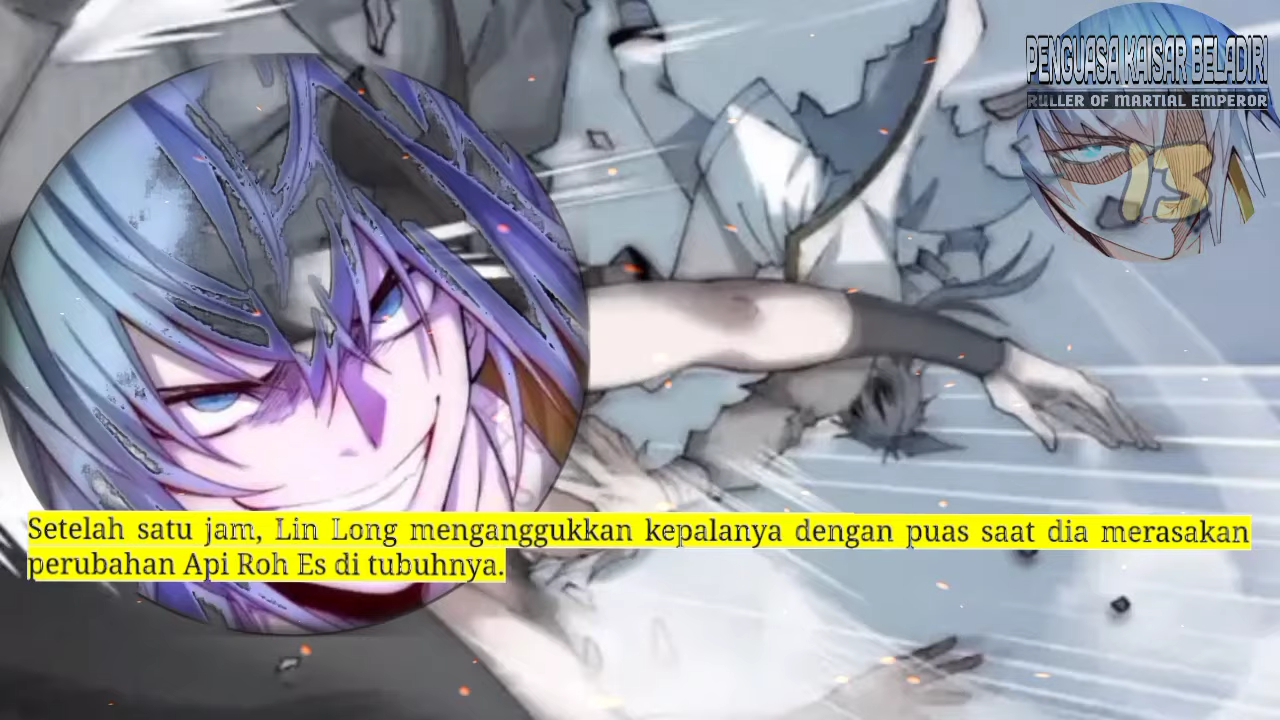 PENGUASA KAISAR BELADIRI
RULLER OF MARTIAL EMPEROR
13
Setelah satu jam, Lin Long menganggukkan kepalanya dengan puas saat dia merasakan
perubahan Api Roh Es di tubuhnya.